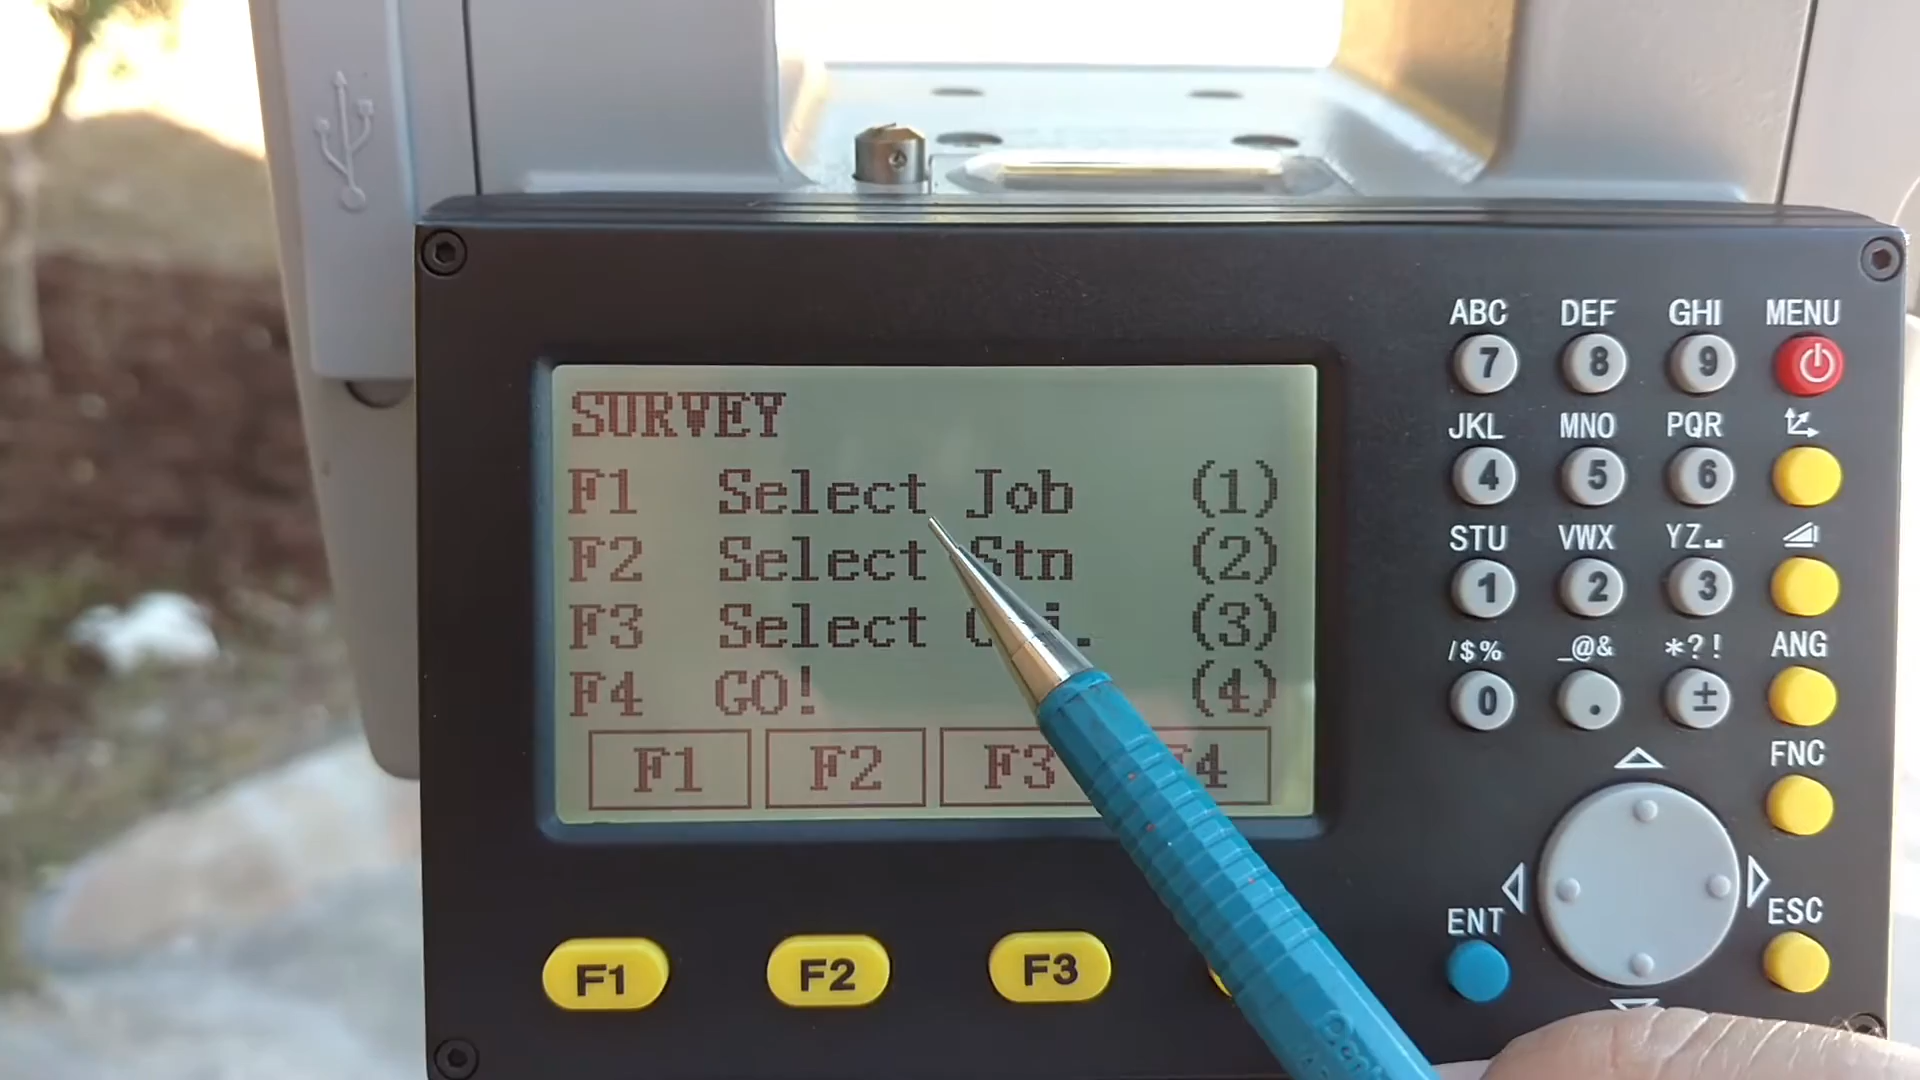 SURVEY
F1 Select Job (1)
F2 Select Stn (2)
F3 Select (3)
F4 GO! (4)
F1 F2 F3 F4
F1 F2 F3
ABC DEF GHI MENU
7 8 9
JKL MNO PQR
4 5 6
STU VWX YZ␣
1 2 3
/$% _@& *?! ANG
0 . ±
FNC
ENT ESC